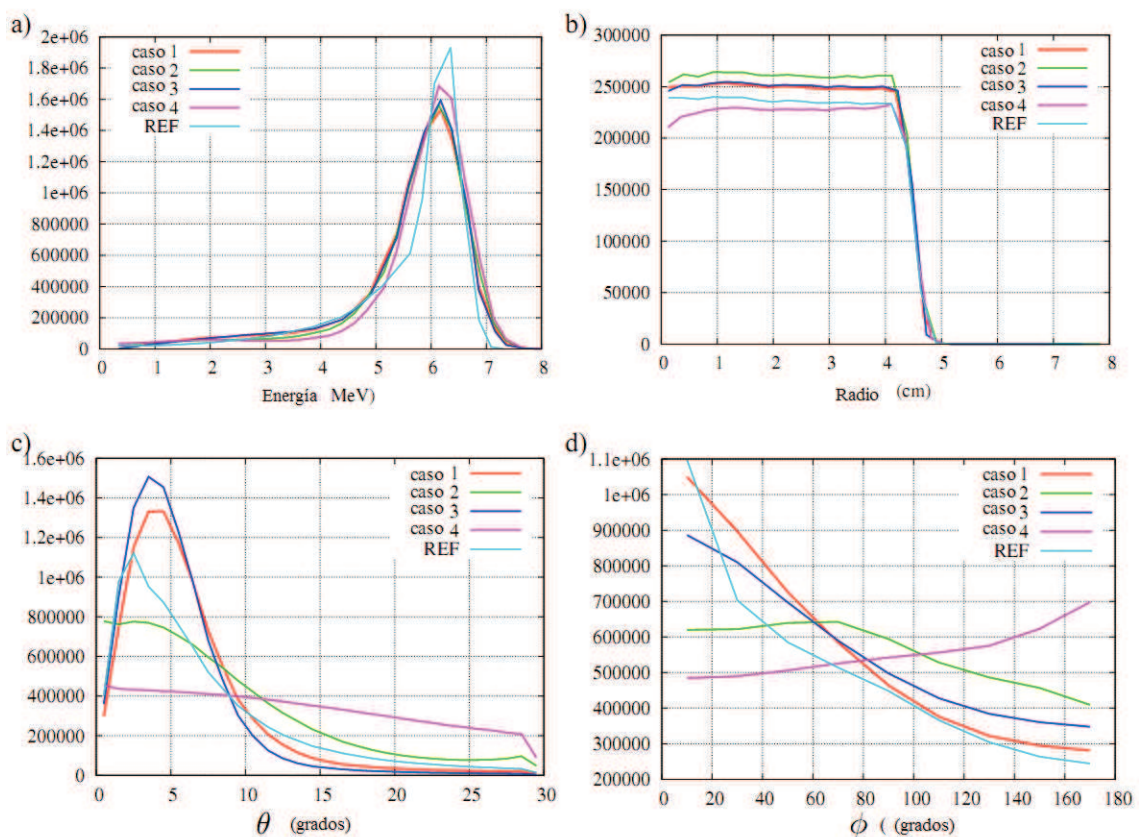 a)
2e+06
1.8e+06
1.6e+06
1.4e+06
1.2e+06
1e+06
800000
600000
400000
200000
0
caso 1
caso 2
caso 3
caso 4
REF
0 1 2 3 4 5 6 7 8
Energía MeV)
b)
300000
250000
200000
150000
100000
50000
0
caso 1
caso 2
caso 3
caso 4
REF
0 1 2 3 4 5 6 7 8
Radio (cm)
c)
1.6e+06
1.4e+06
1.2e+06
1e+06
800000
600000
400000
200000
0
caso 1
caso 2
caso 3
caso 4
REF
0 5 10 15 20 25 30
θ (grados)
d)
1.1e+06
1e+06
900000
800000
700000
600000
500000
400000
300000
200000
caso 1
caso 2
caso 3
caso 4
REF
0 20 40 60 80 100 120 140 160 180
ϕ ( (grados)